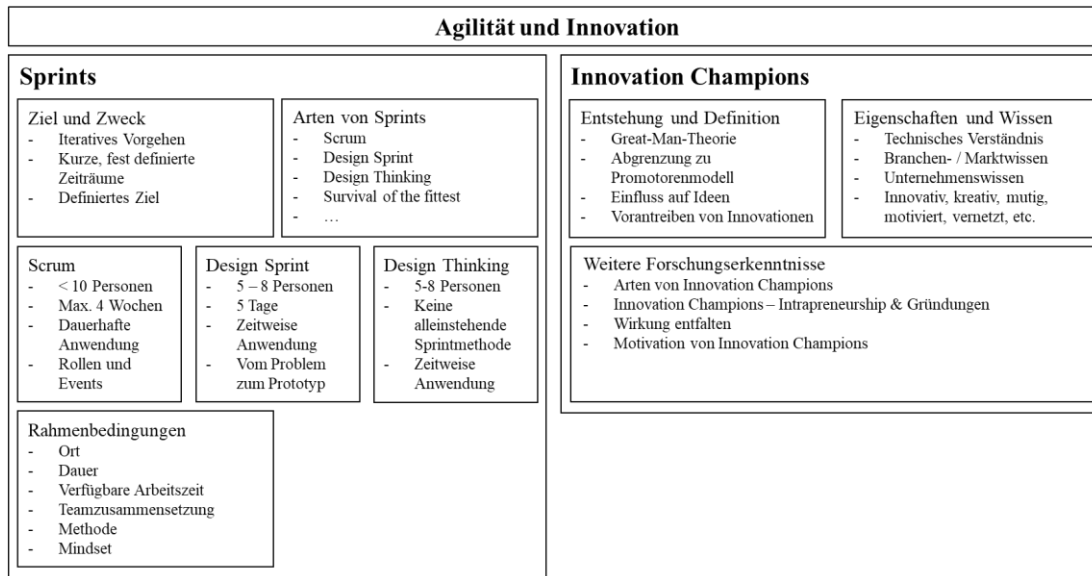 Agilität und Innovation
Sprints
Ziel und Zweck
- Iteratives Vorgehen
- Kurze, fest definierte
Zeiträume
- Definiertes Ziel
Arten von Sprints
- Scrum
- Design Sprint
- Design Thinking
- Survival of the fittest
- …
Scrum
- < 10 Personen
- Max. 4 Wochen
- Dauerhafte
Anwendung
- Rollen und
Events
Design Sprint
- 5 – 8 Personen
- 5 Tage
- Zeitweise
Anwendung
- Vom Problem
zum Prototyp
Design Thinking
- 5-8 Personen
- Keine
alleinstehende
Sprintmethode
- Zeitweise
Anwendung
Rahmenbedingungen
- Ort
- Dauer
- Verfügbare Arbeitszeit
- Teamzusammensetzung
- Methode
- Mindset
Innovation Champions
Entstehung und Definition
- Great-Man-Theorie
- Abgrenzung zu
Promotorenmodell
- Einfluss auf Ideen
- Vorantreiben von Innovationen
Eigenschaften und Wissen
- Technisches Verständnis
- Branchen- / Marktwissen
- Unternehmenswissen
- Innovativ, kreativ, mutig,
motiviert, vernetzt, etc.
Weitere Forschungserkenntnisse
- Arten von Innovation Champions
- Innovation Champions – Intrapreneurship & Gründungen
- Wirkung entfalten
- Motivation von Innovation Champions